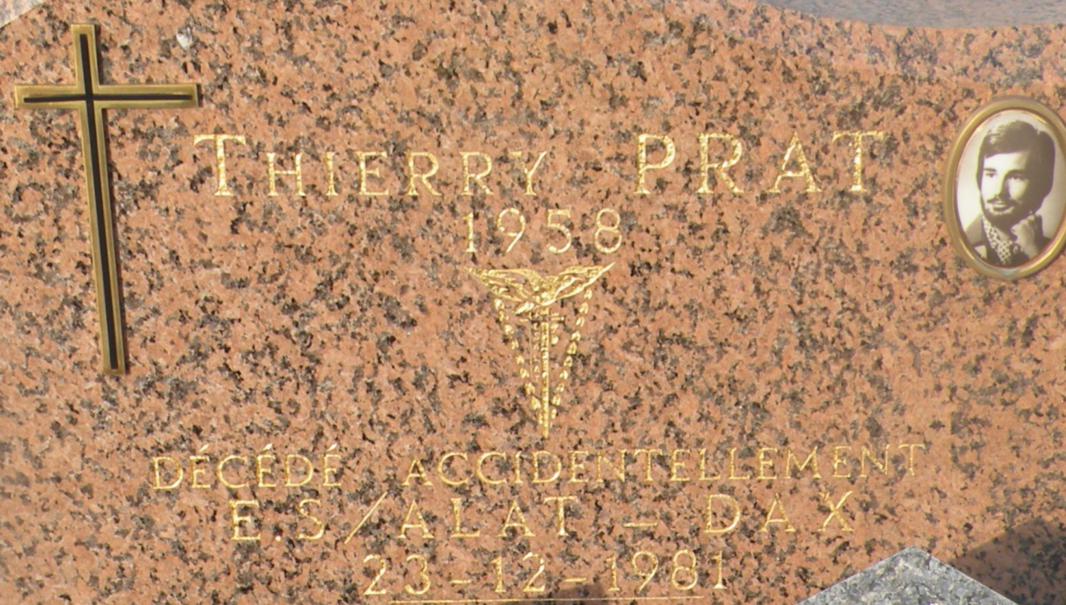 THIERRY PRAT
1958
DÉCÉDÉ ACCIDENTELLEMENT
E.S/ALAT - DAX
23-12-1981